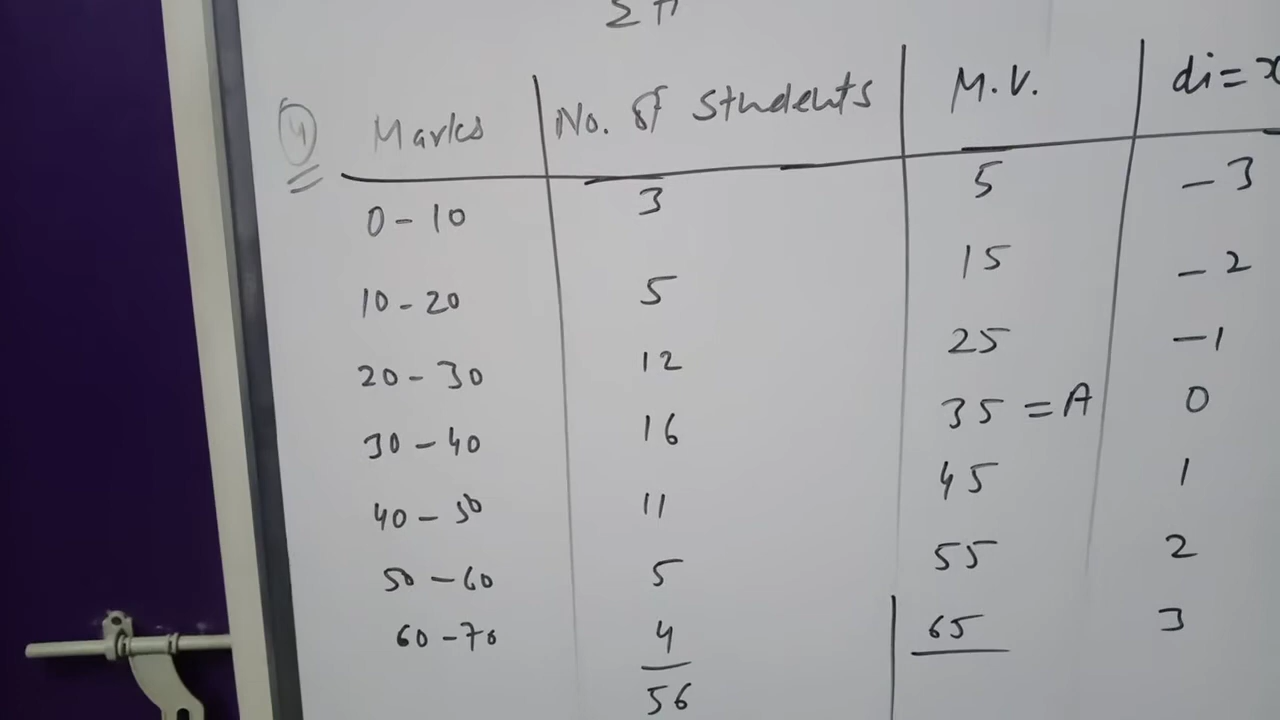 Σ fi
4 Marks No. of Students M.V. di = x
0 - 10 3 5 - 3
10 - 20 5 15 - 2
20 - 30 12 25 - 1
30 - 40 16 35 = A 0
40 - 50 11 45 1
50 - 60 5 55 2
60 - 70 4 65 3
56